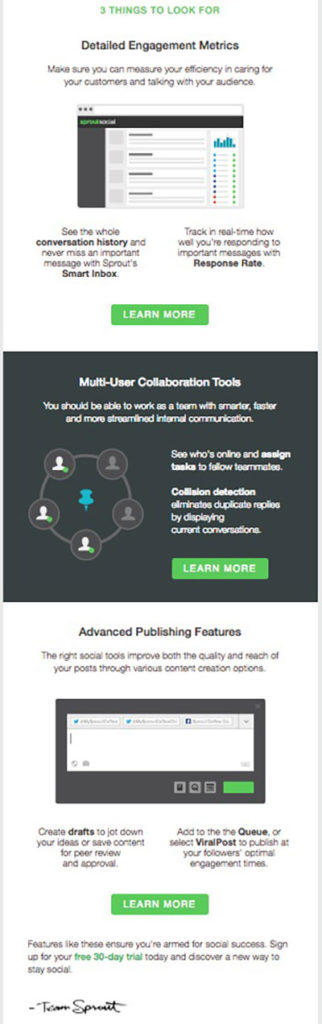 3 THINGS TO LOOK FOR
Detailed Engagement Metrics
Make sure you can measure your efficiency in caring for
your customers and talking with your audience.
sproutsocial
See the whole
conversation history and
never miss an important
message with Sprout's
Smart Inbox.
Track in real-time how
well you're responding to
important messages with
Response Rate.
LEARN MORE
Multi-User Collaboration Tools
You should be able to work as a team with smarter, faster
and more streamlined internal communication.
See who's online and assign
tasks to fellow teammates.
Collision detection
eliminates duplicate replies
by displaying
current conversations.
LEARN MORE
Advanced Publishing Features
The right social tools improve both the quality and reach of
your posts through various content creation options.
Create drafts to jot down
your ideas or save content
for peer review
and approval.
Add to the the Queue, or
select ViralPost to publish at
your followers' optimal
engagement times.
LEARN MORE
Features like these ensure you're armed for social success. Sign
up for your free 30-day trial today and discover a new way to
stay social.
- Team Sprout